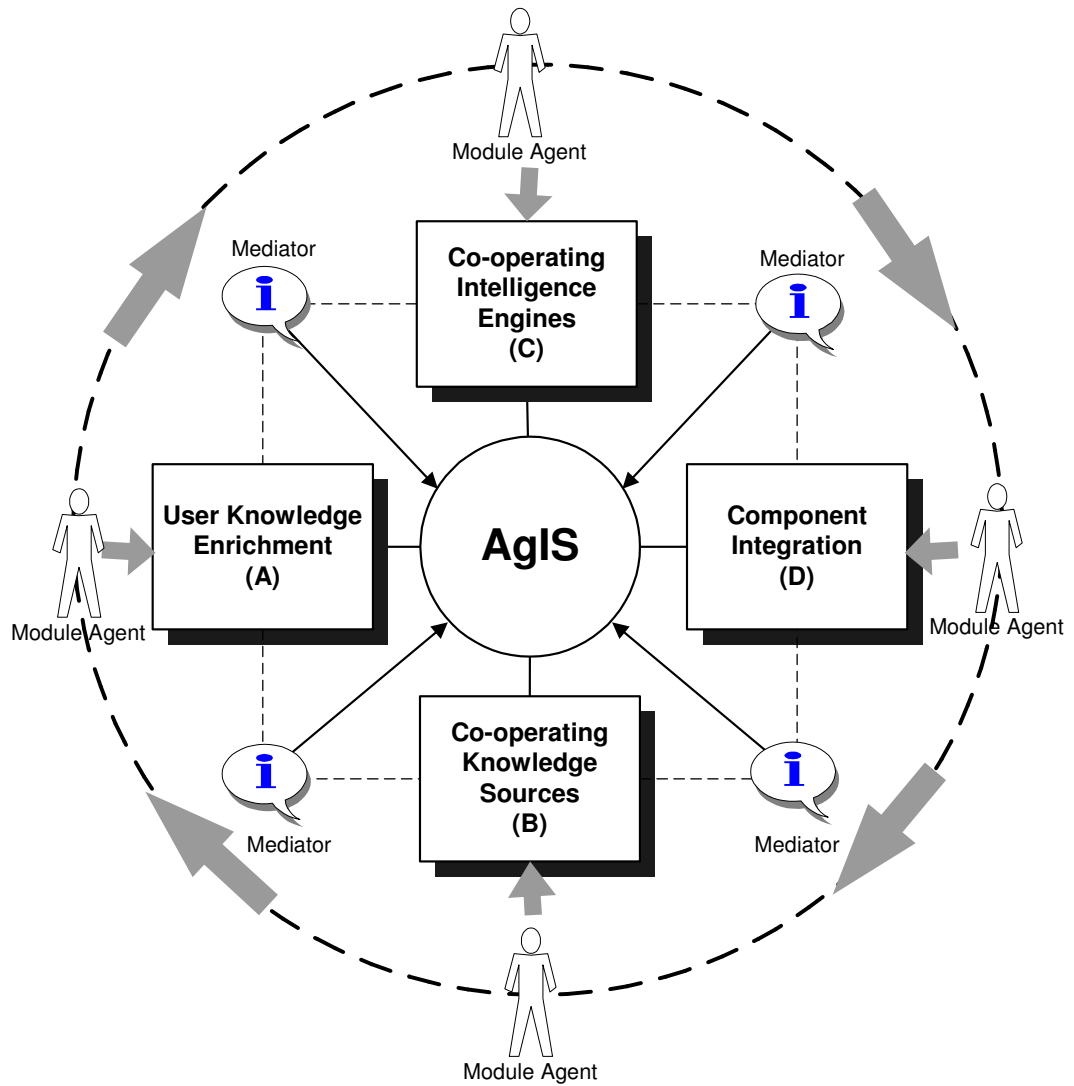 Module Agent
Mediator
i
Co-operating
Intelligence
Engines
(C)
Mediator
i
User Knowledge
Enrichment
(A)
AgIS
Component
Integration
(D)
Module Agent
Module Agent
Co-operating
Knowledge
Sources
(B)
i
Mediator
i
Mediator
Module Agent